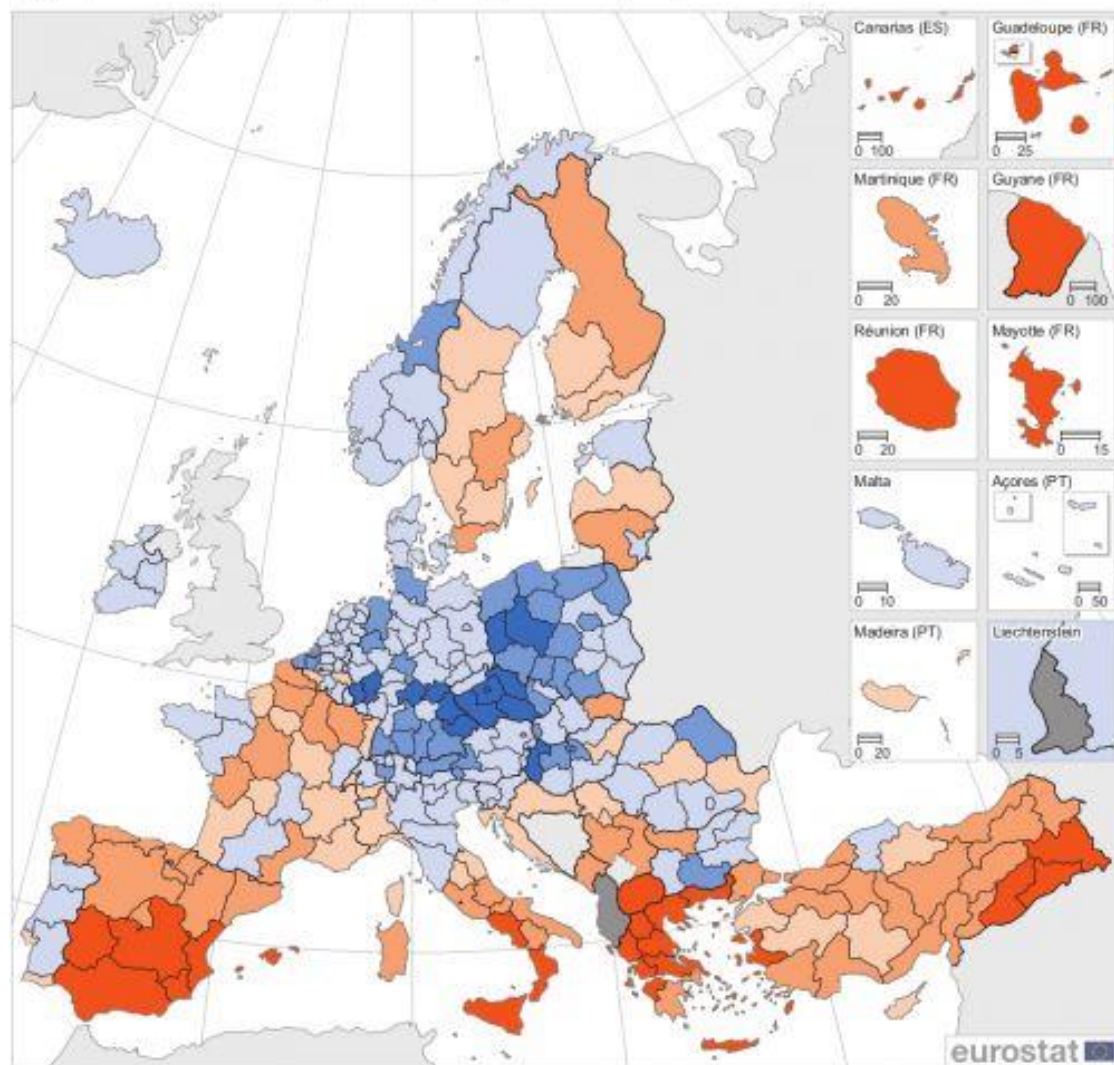 Canarias (ES)
0 100
Guadeloupe (FR)
0 25
Martinique (FR)
0 20
Guyane (FR)
0 100
Réunion (FR)
0 20
Mayotte (FR)
0 15
Malta
0 10
Açores (PT)
0 50
Madeira (PT)
0 20
Liechtenstein
0 5
eurostat